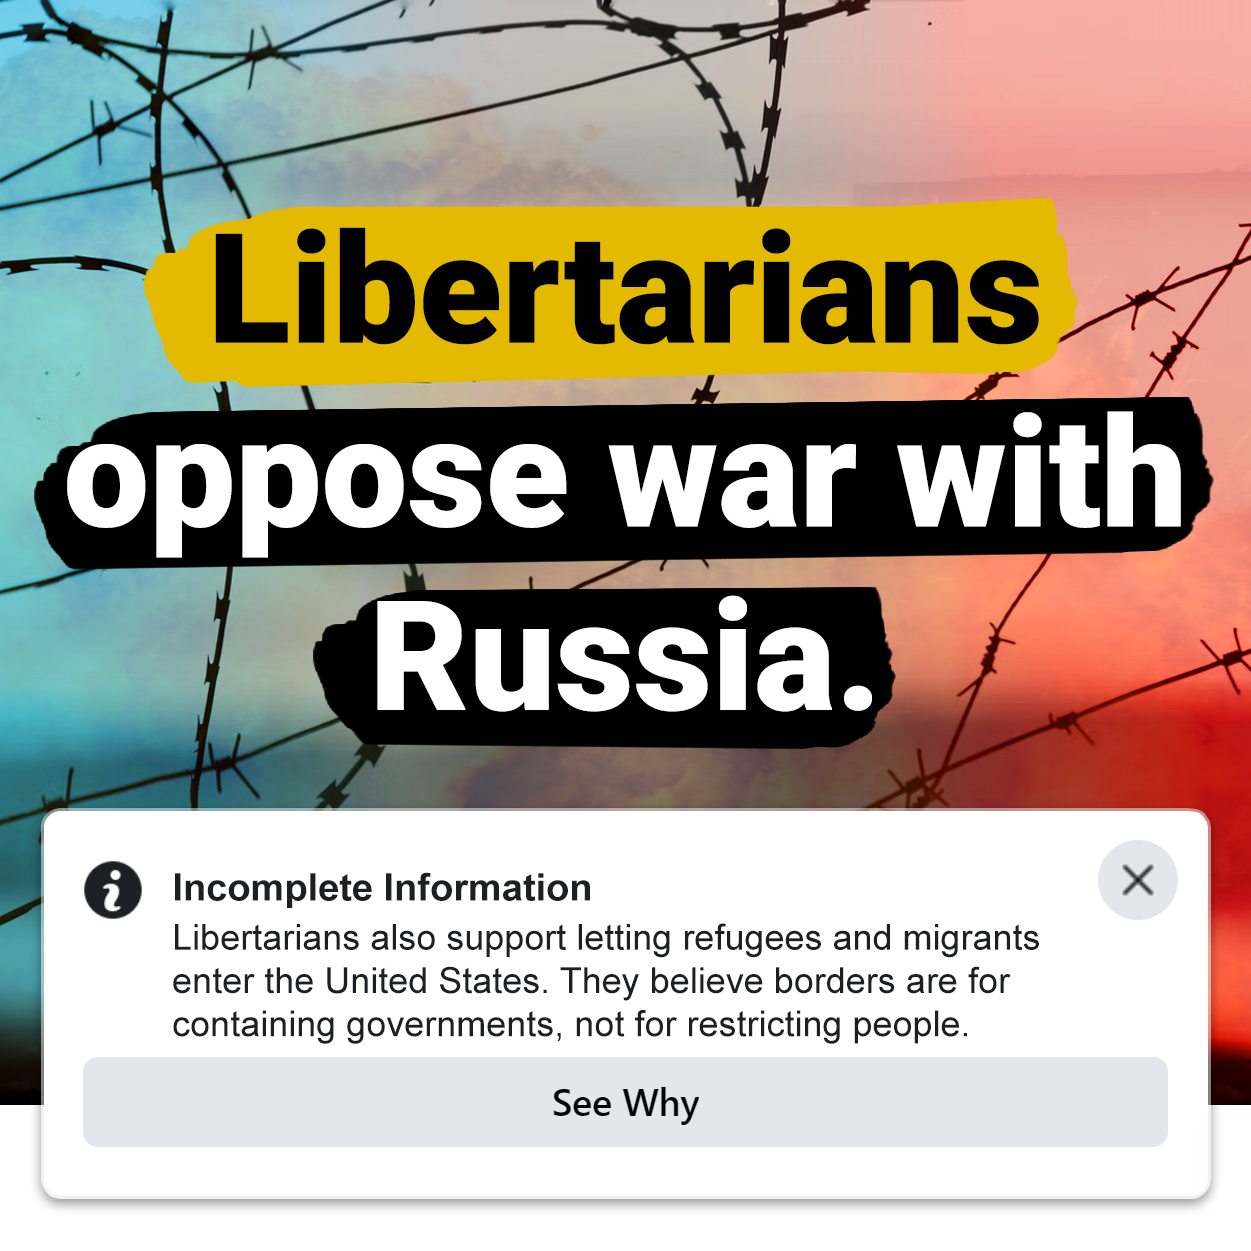 Libertarians
oppose war with
Russia.
Incomplete Information
Libertarians also support letting refugees and migrants
enter the United States. They believe borders are for
containing governments, not for restricting people.
See Why